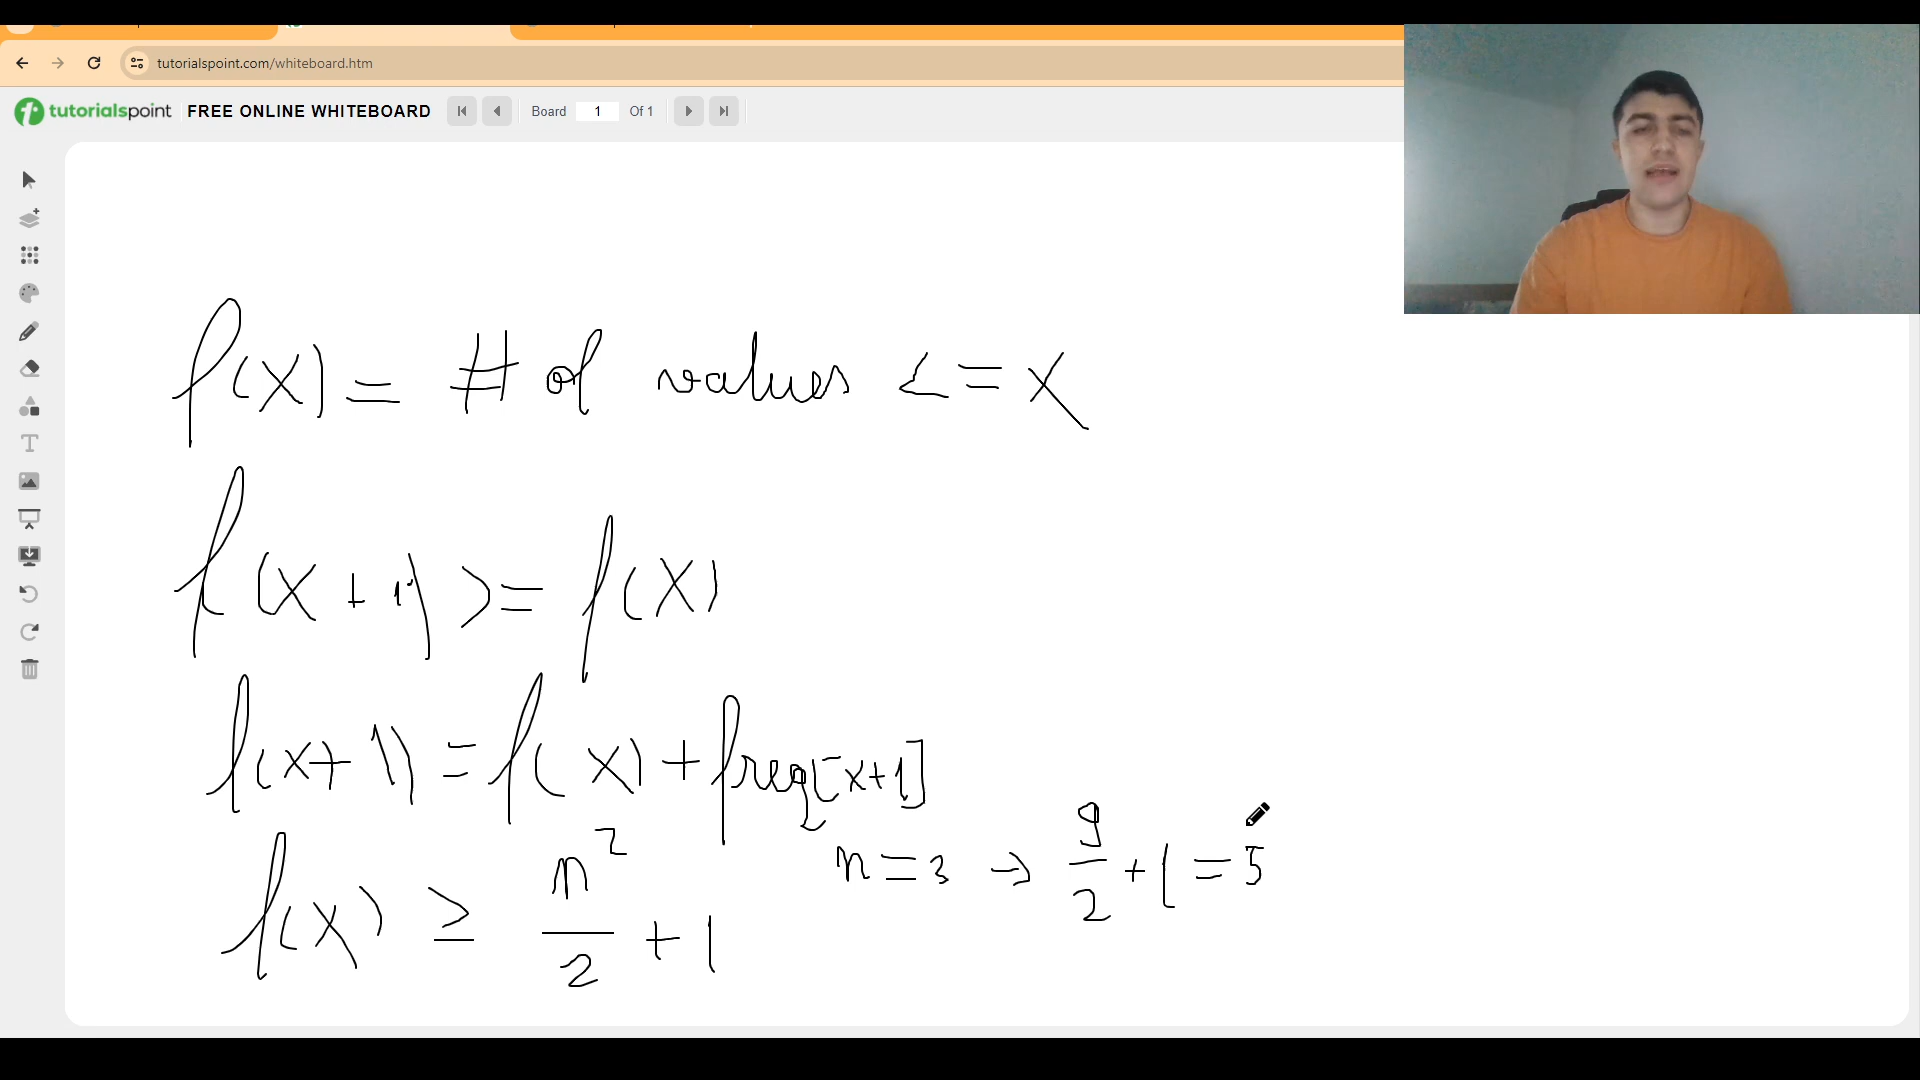 tutorialspoint.com/whiteboard.htm
tutorialspoint FREE ONLINE WHITEBOARD Board 1 Of 1
f(x) = # of values <= x
f(x+1) >= f(x)
f(x+1) = f(x) + freq[x+1]
f(x) ≥ n²/2 + 1
n=3 → 9/2 + 1 = 5